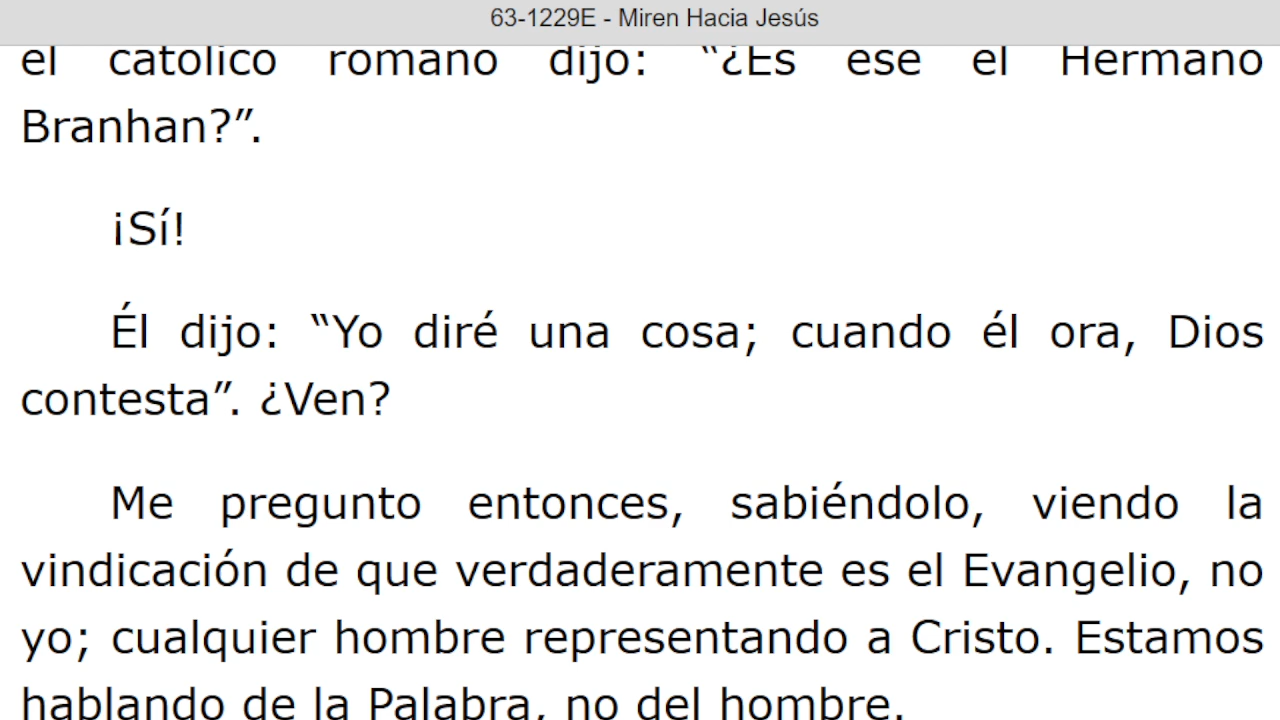 63-1229E - Miren Hacia Jesús
el católico romano dijo: “¿Es ese el Hermano
Branhan?”.
¡Sí!
Él dijo: “Yo diré una cosa; cuando él ora, Dios
contesta”. ¿Ven?
Me pregunto entonces, sabiéndolo, viendo la
vindicación de que verdaderamente es el Evangelio, no
yo; cualquier hombre representando a Cristo. Estamos
hablando de la Palabra, no del hombre.